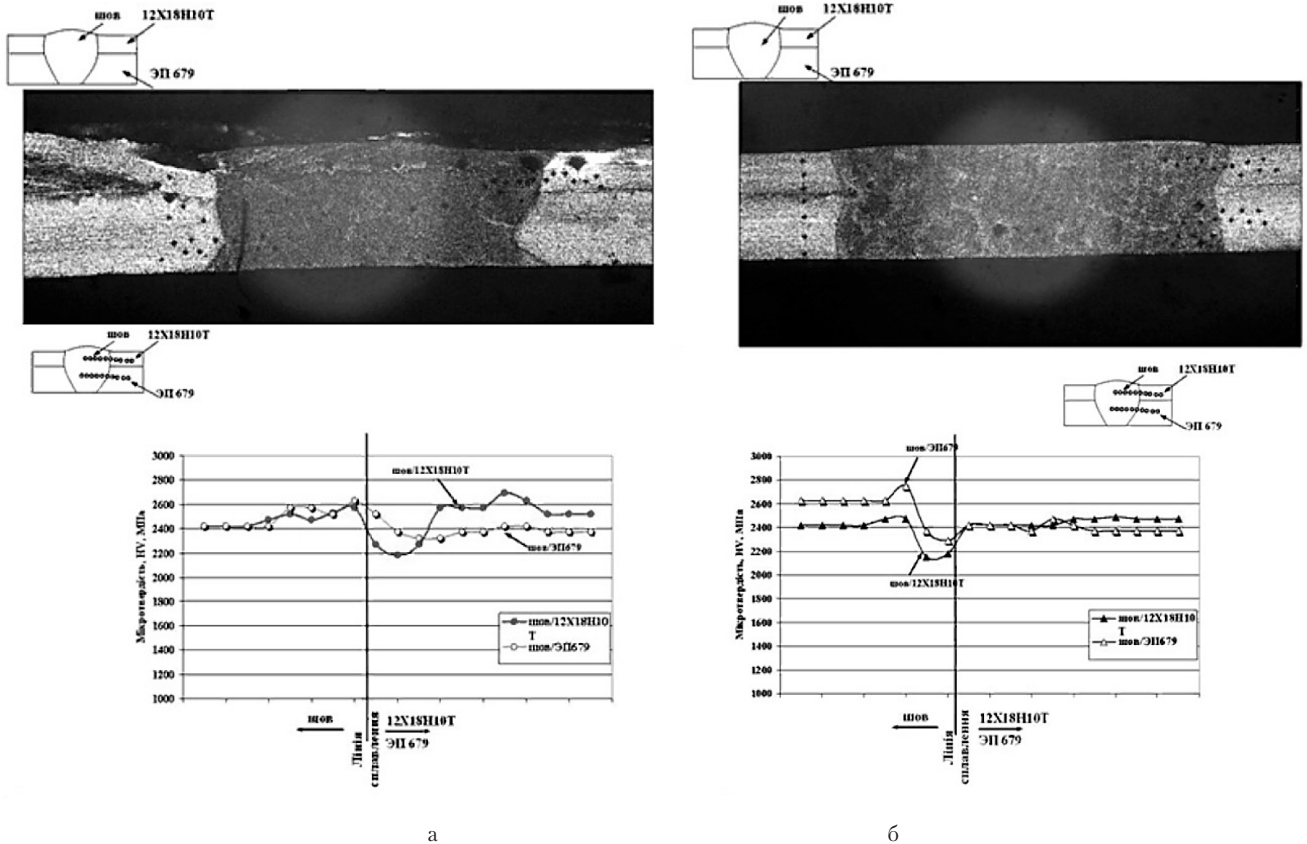 шов
12Х18Н10Т
ЭП 679
шов
12Х18Н10Т
ЭП 679
шов
12Х18Н10Т
ЭП 679
Мікротвердість, HV, МПа
3000
2800
2600
2400
2200
2000
1800
1600
1400
1200
1000
шов/12Х18Н10Т
шов/ЭП679
шов/12Х18Н10
Т
шов/ЭП679
шов
Лінія
сплавлення
12Х18Н10Т
ЭП 679
шов
12Х18Н10Т
ЭП 679
Мікротвердість, HV, МПа
3000
2800
2600
2400
2200
2000
1800
1600
1400
1200
1000
шов/ЭП679
шов/12Х18Н10Т
шов/12Х18Н10
Т
шов/ЭП679
шов
Лінія
сплавлення
12Х18Н10Т
ЭП 679
а
б